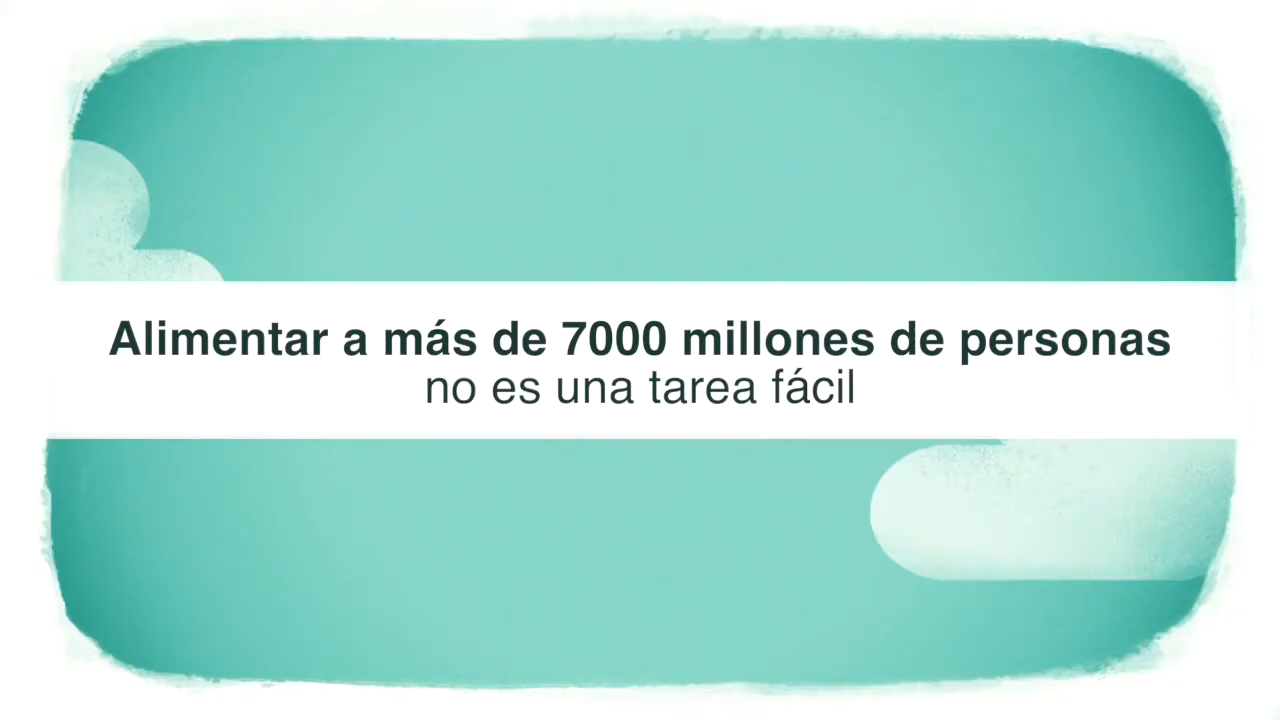 Alimentar a más de 7000 millones de personas
no es una tarea fácil